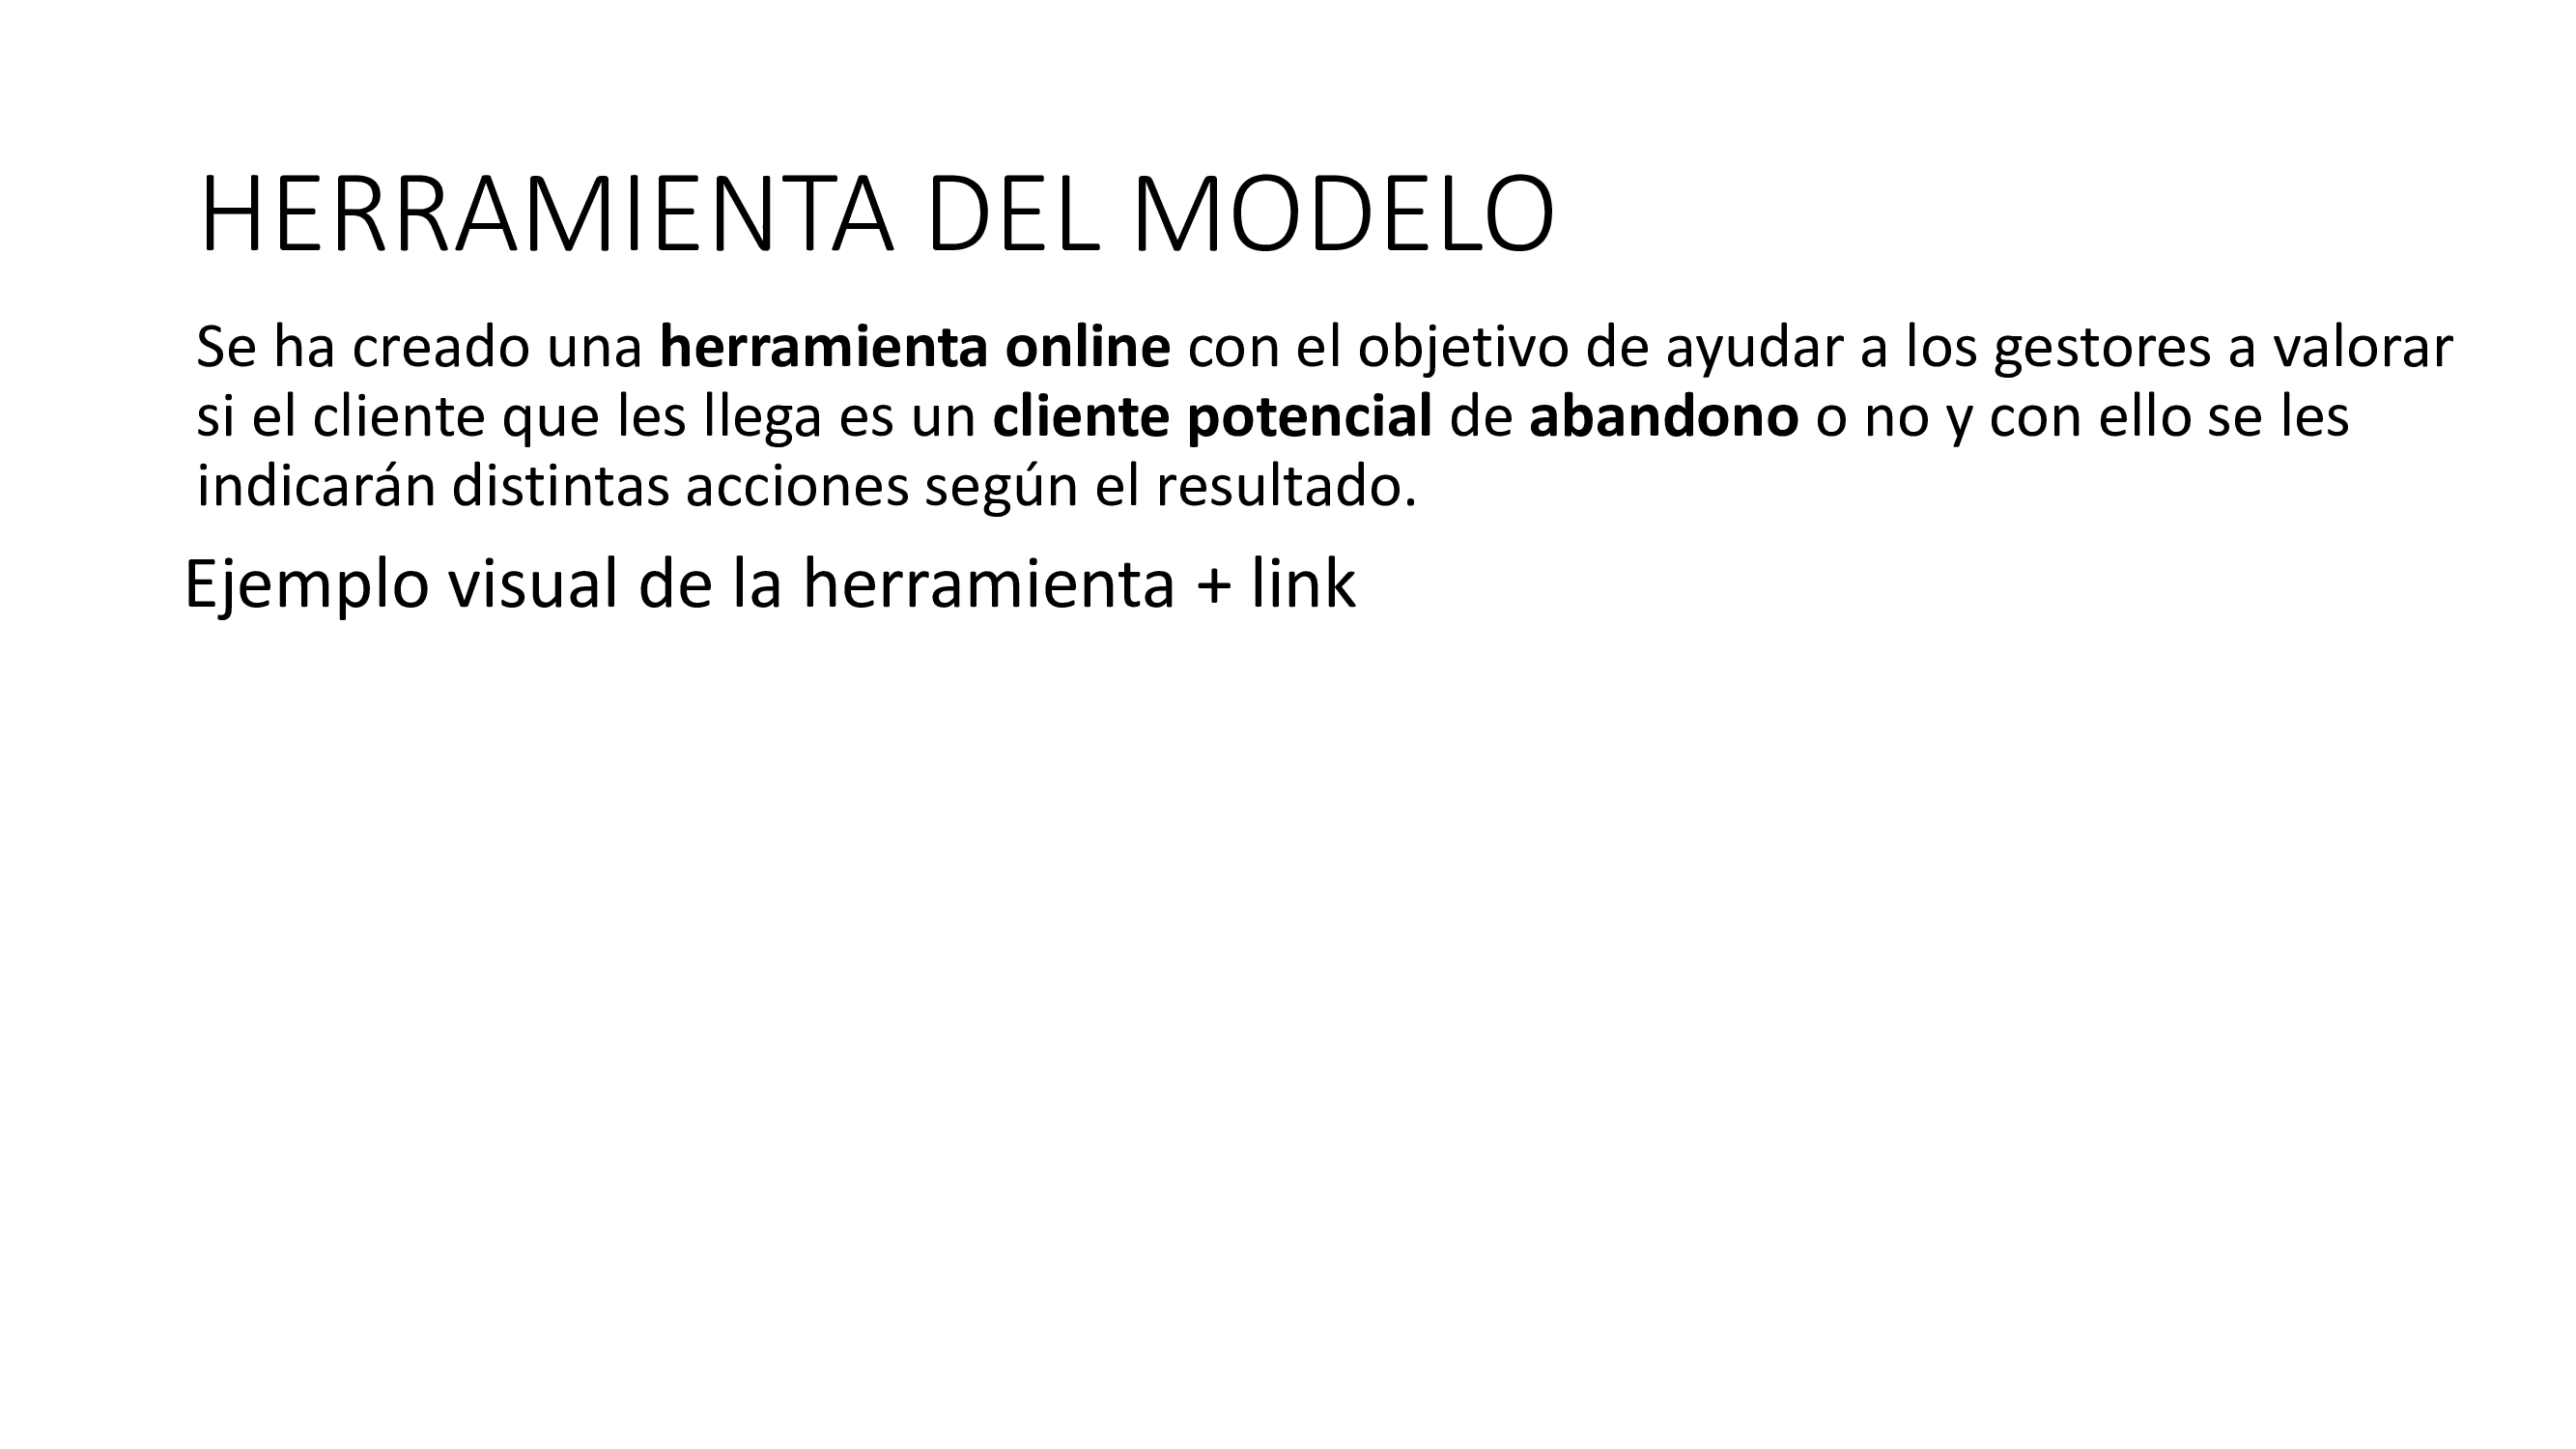 HERRAMIENTA DEL MODELO
Se ha creado una herramienta online con el objetivo de ayudar a los gestores a valorar
si el cliente que les llega es un cliente potencial de abandono o no y con ello se les
indicarán distintas acciones según el resultado.
Ejemplo visual de la herramienta + link